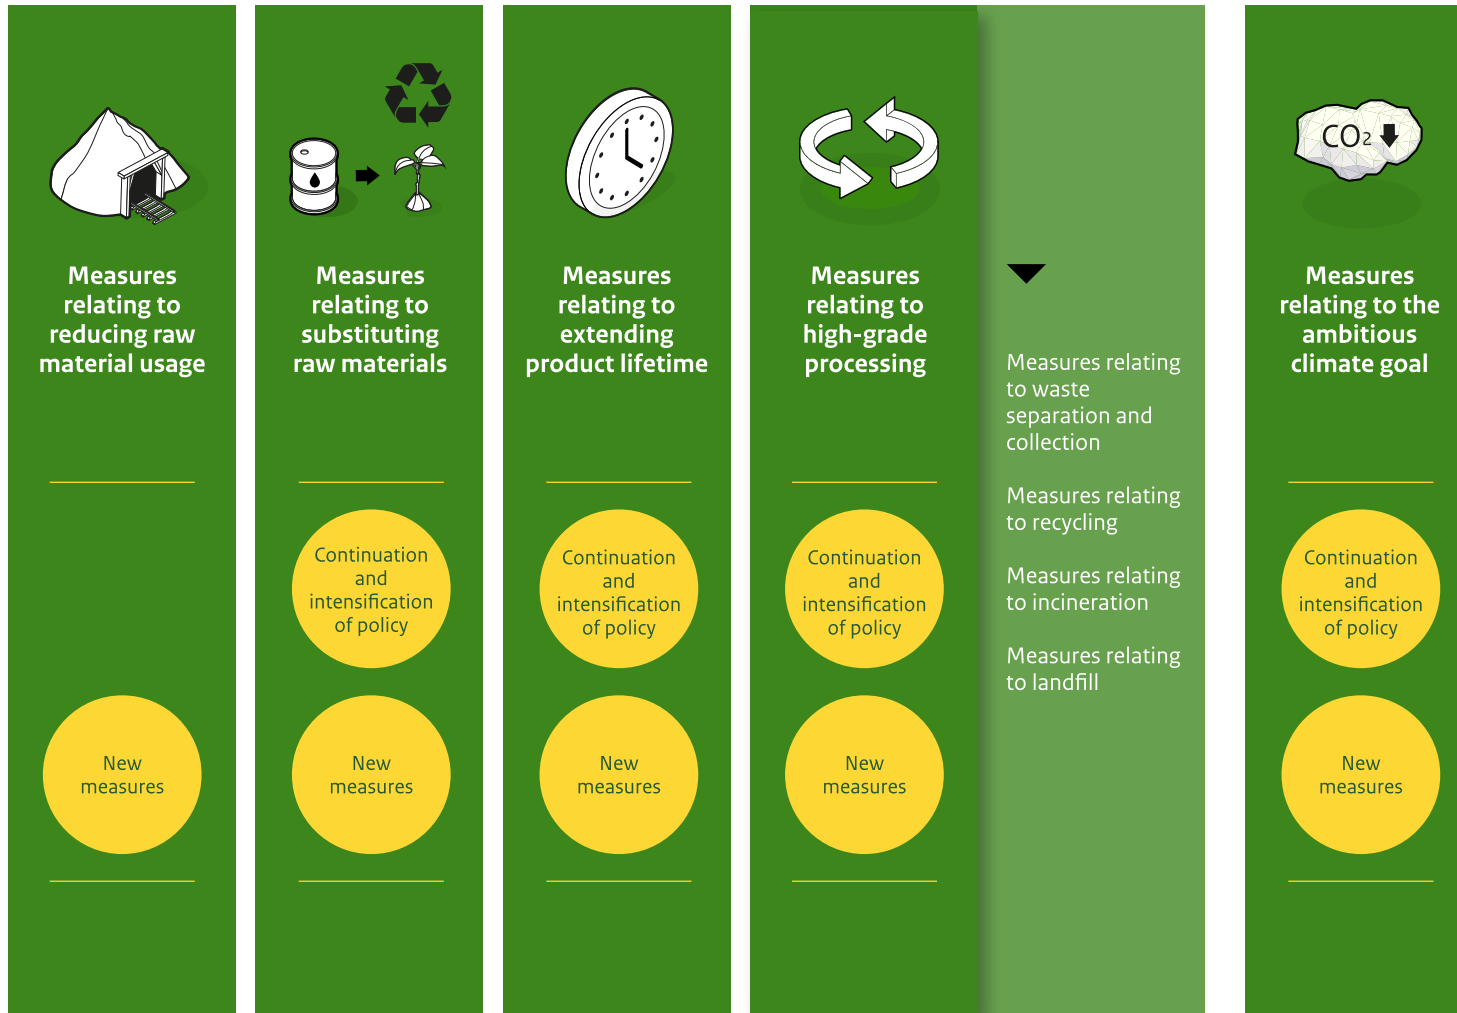 Measures
relating to
reducing raw
material usage
New
measures
Measures
relating to
substituting
raw materials
Continuation
and
intensification
of policy
New
measures
Measures
relating to
extending
product lifetime
Continuation
and
intensification
of policy
New
measures
Measures
relating to
high-grade
processing
Continuation
and
intensification
of policy
New
measures
Measures relating
to waste
separation and
collection
Measures relating
to recycling
Measures relating
to incineration
Measures relating
to landfill
CO2
Measures
relating to the
ambitious
climate goal
Continuation
and
intensification
of policy
New
measures